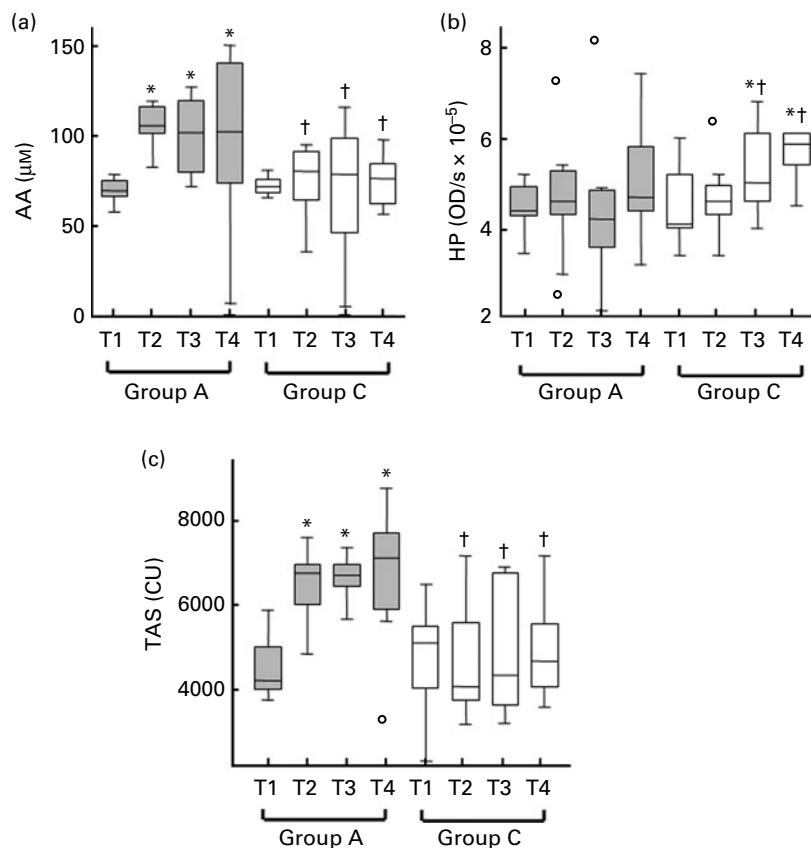 (a)
150
100
50
0
AA (μM)
*
*
*
†
†
†
T1 T2 T3 T4 T1 T2 T3 T4
Group A Group C
(b)
8
6
4
2
HP (OD/s × 10⁻⁵)
*†
*†
T1 T2 T3 T4 T1 T2 T3 T4
Group A Group C
(c)
8000
6000
4000
TAS (CU)
*
*
*
†
†
†
T1 T2 T3 T4 T1 T2 T3 T4
Group A Group C